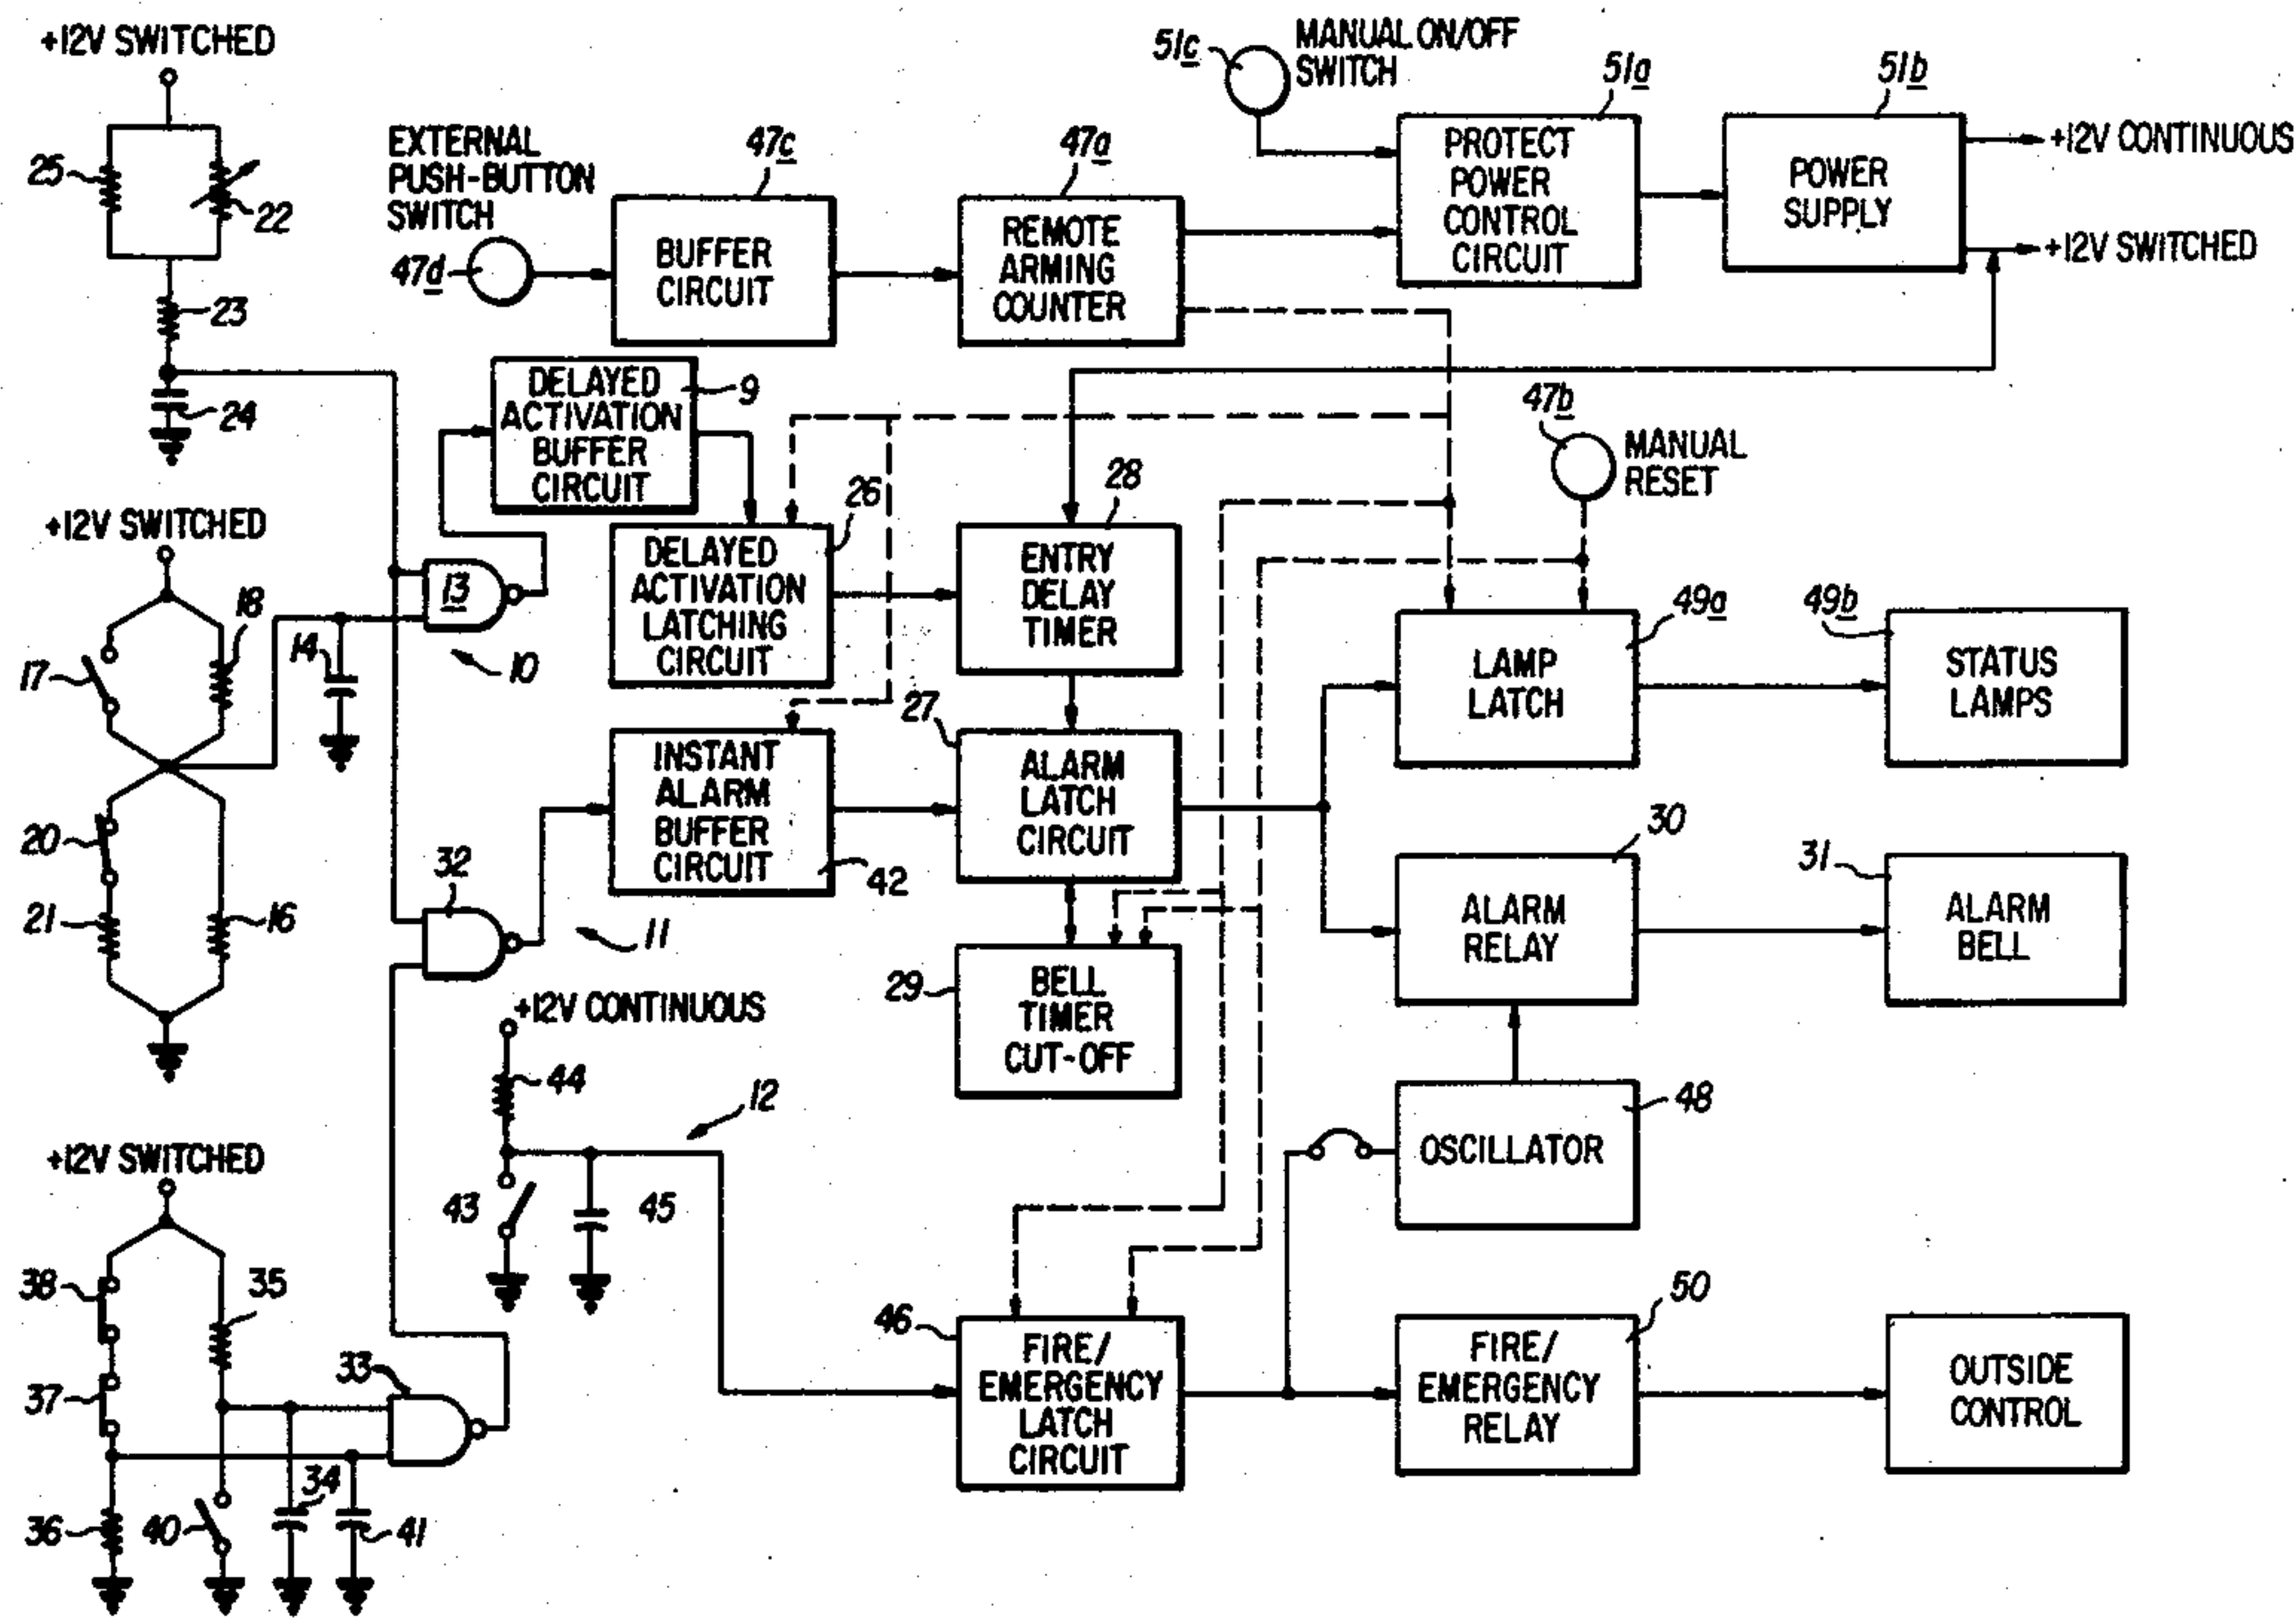 +12V SWITCHED
25
22
23
24
EXTERNAL
PUSH-BUTTON
SWITCH
47d
47c
BUFFER
CIRCUIT
47a
REMOTE
ARMING
COUNTER
51c
MANUAL ON/OFF
SWITCH
51a
PROTECT
POWER
CONTROL
CIRCUIT
51b
POWER
SUPPLY
+12V CONTINUOUS
+12V SWITCHED
DELAYED
ACTIVATION
BUFFER
CIRCUIT
9
47b
MANUAL
RESET
+12V SWITCHED
17
18
14
13
10
20
21
16
26
DELAYED
ACTIVATION
LATCHING
CIRCUIT
28
ENTRY
DELAY
TIMER
49a
LAMP
LATCH
49b
STATUS
LAMPS
INSTANT
ALARM
BUFFER
CIRCUIT
42
27
ALARM
LATCH
CIRCUIT
32
11
30
ALARM
RELAY
31
ALARM
BELL
29
BELL
TIMER
CUT-OFF
+12V CONTINUOUS
44
12
43
45
48
OSCILLATOR
+12V SWITCHED
38
35
37
33
34
36
40
41
46
FIRE/
EMERGENCY
LATCH
CIRCUIT
50
FIRE/
EMERGENCY
RELAY
OUTSIDE
CONTROL